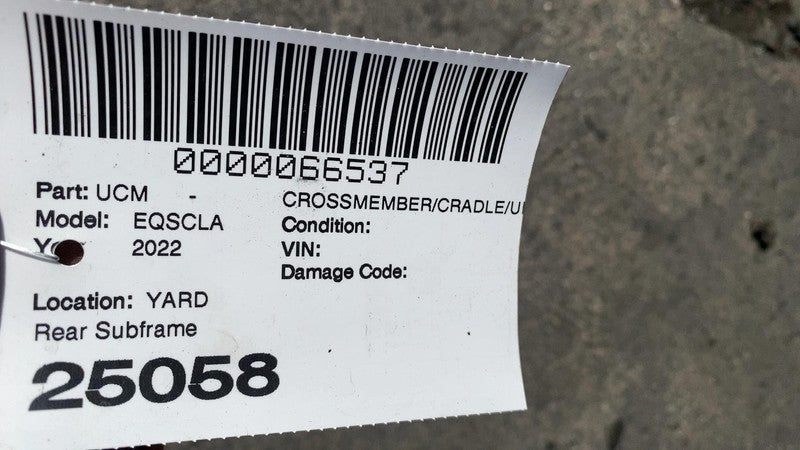 0000066537
Part: UCM - CROSSMEMBER/CRADLE/U
Model: EQSCLA Condition:
2022 VIN:
Damage Code:
Location: YARD
Rear Subframe
25058